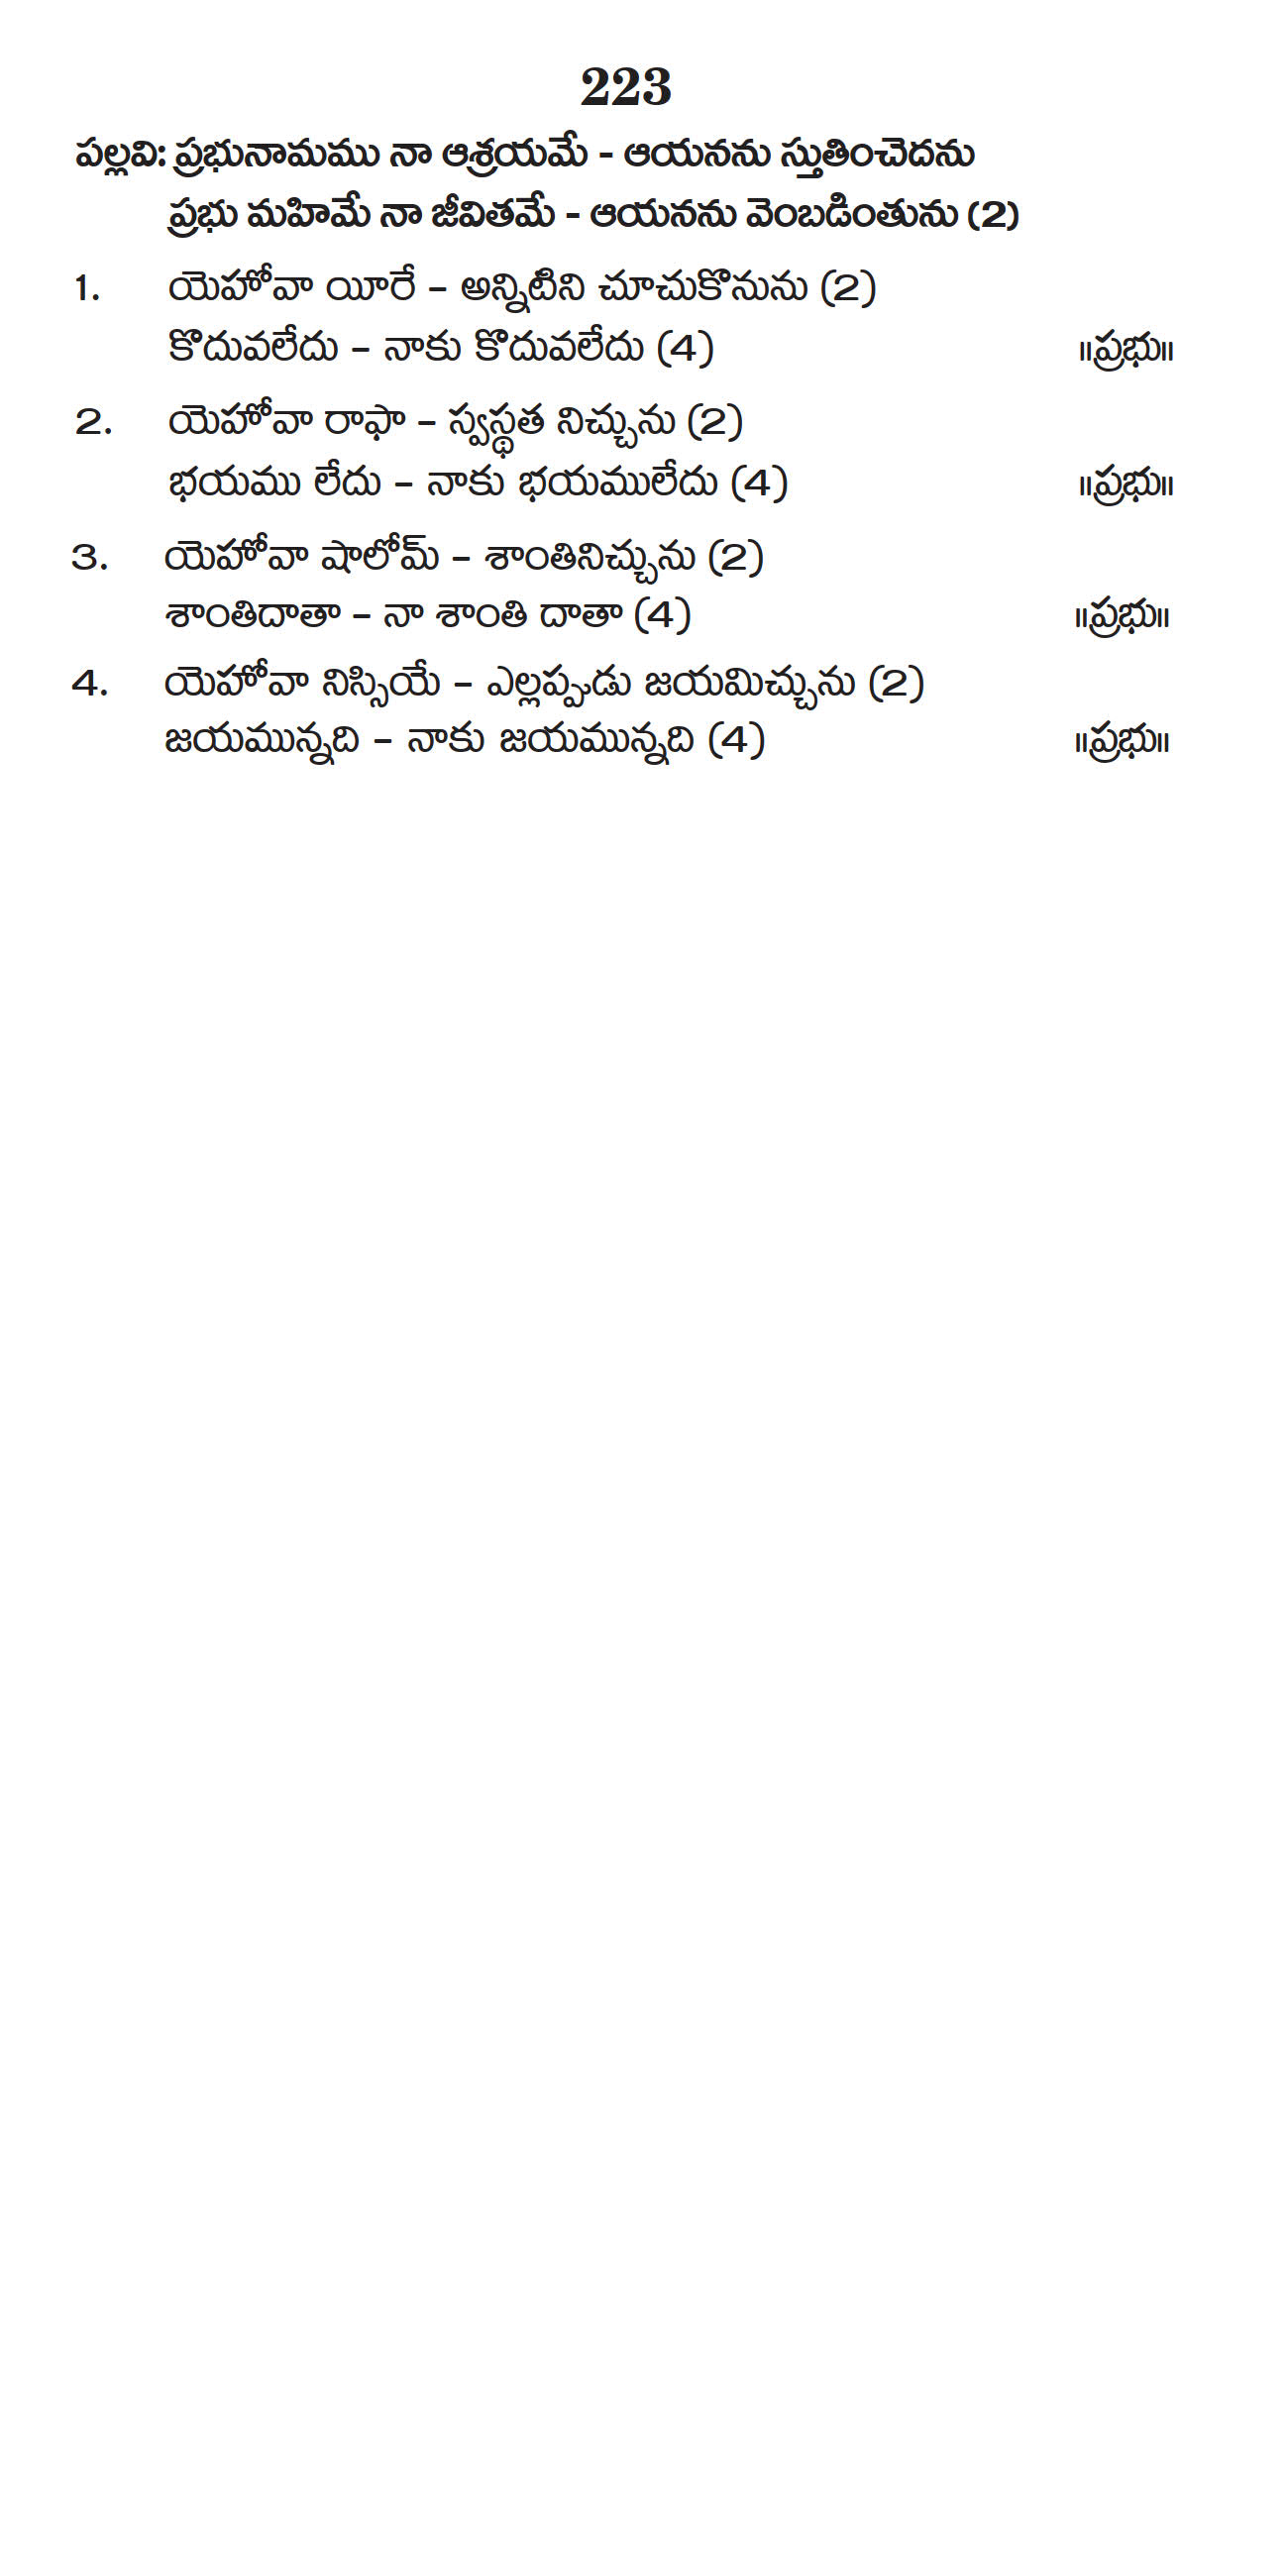 223
పల్లవి: ప్రభునామము నా ఆశ్రయమే - ఆయనను స్తుతించెదను
ప్రభు మహిమే నా జీవితమే - ఆయనను వెంబడింతును (2)
1. యెహోవా యీరే – అన్నిటిని చూచుకొనును (2)
కొదువలేదు – నాకు కొదువలేదు (4) ॥ప్రభు॥
2. యెహోవా రాఫా – స్వస్థత నిచ్చును (2)
భయము లేదు – నాకు భయములేదు (4) ॥ప్రభు॥
3. యెహోవా షాలోమ్ – శాంతినిచ్చును (2)
శాంతిదాతా – నా శాంతి దాతా (4) ॥ప్రభు॥
4. యెహోవా నిస్సియే – ఎల్లప్పుడు జయమిచ్చును (2)
జయమున్నది – నాకు జయమున్నది (4) ॥ప్రభు॥